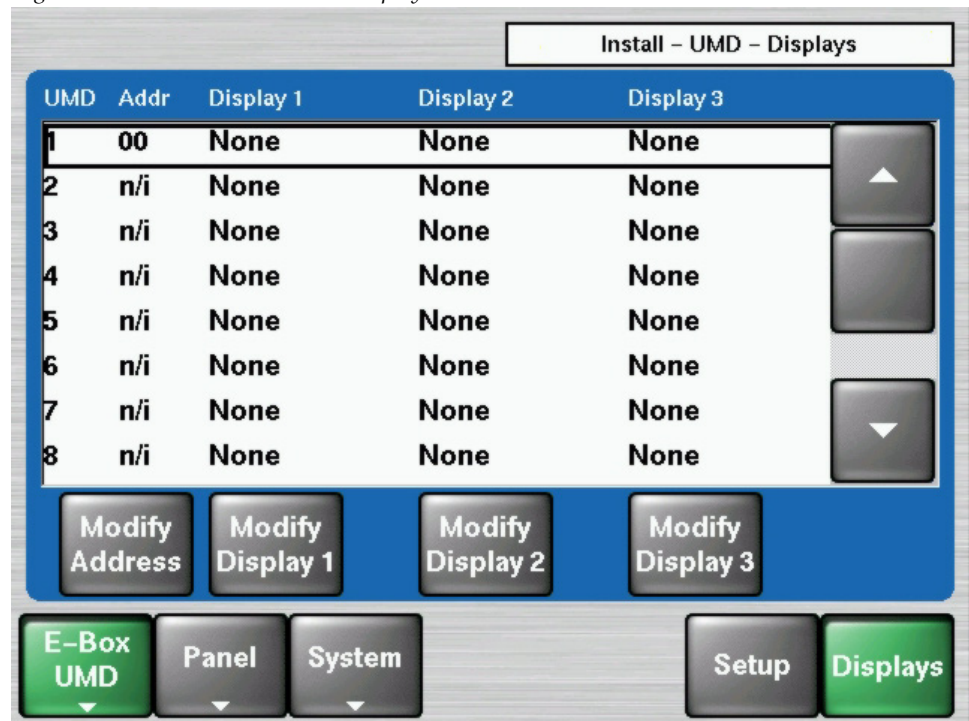 Install – UMD – Displays
UMD Addr Display 1 Display 2 Display 3
1 00 None None None
2 n/i None None None
3 n/i None None None
4 n/i None None None
5 n/i None None None
6 n/i None None None
7 n/i None None None
8 n/i None None None
Modify Address
Modify Display 1
Modify Display 2
Modify Display 3
E–Box UMD
Panel
System
Setup
Displays